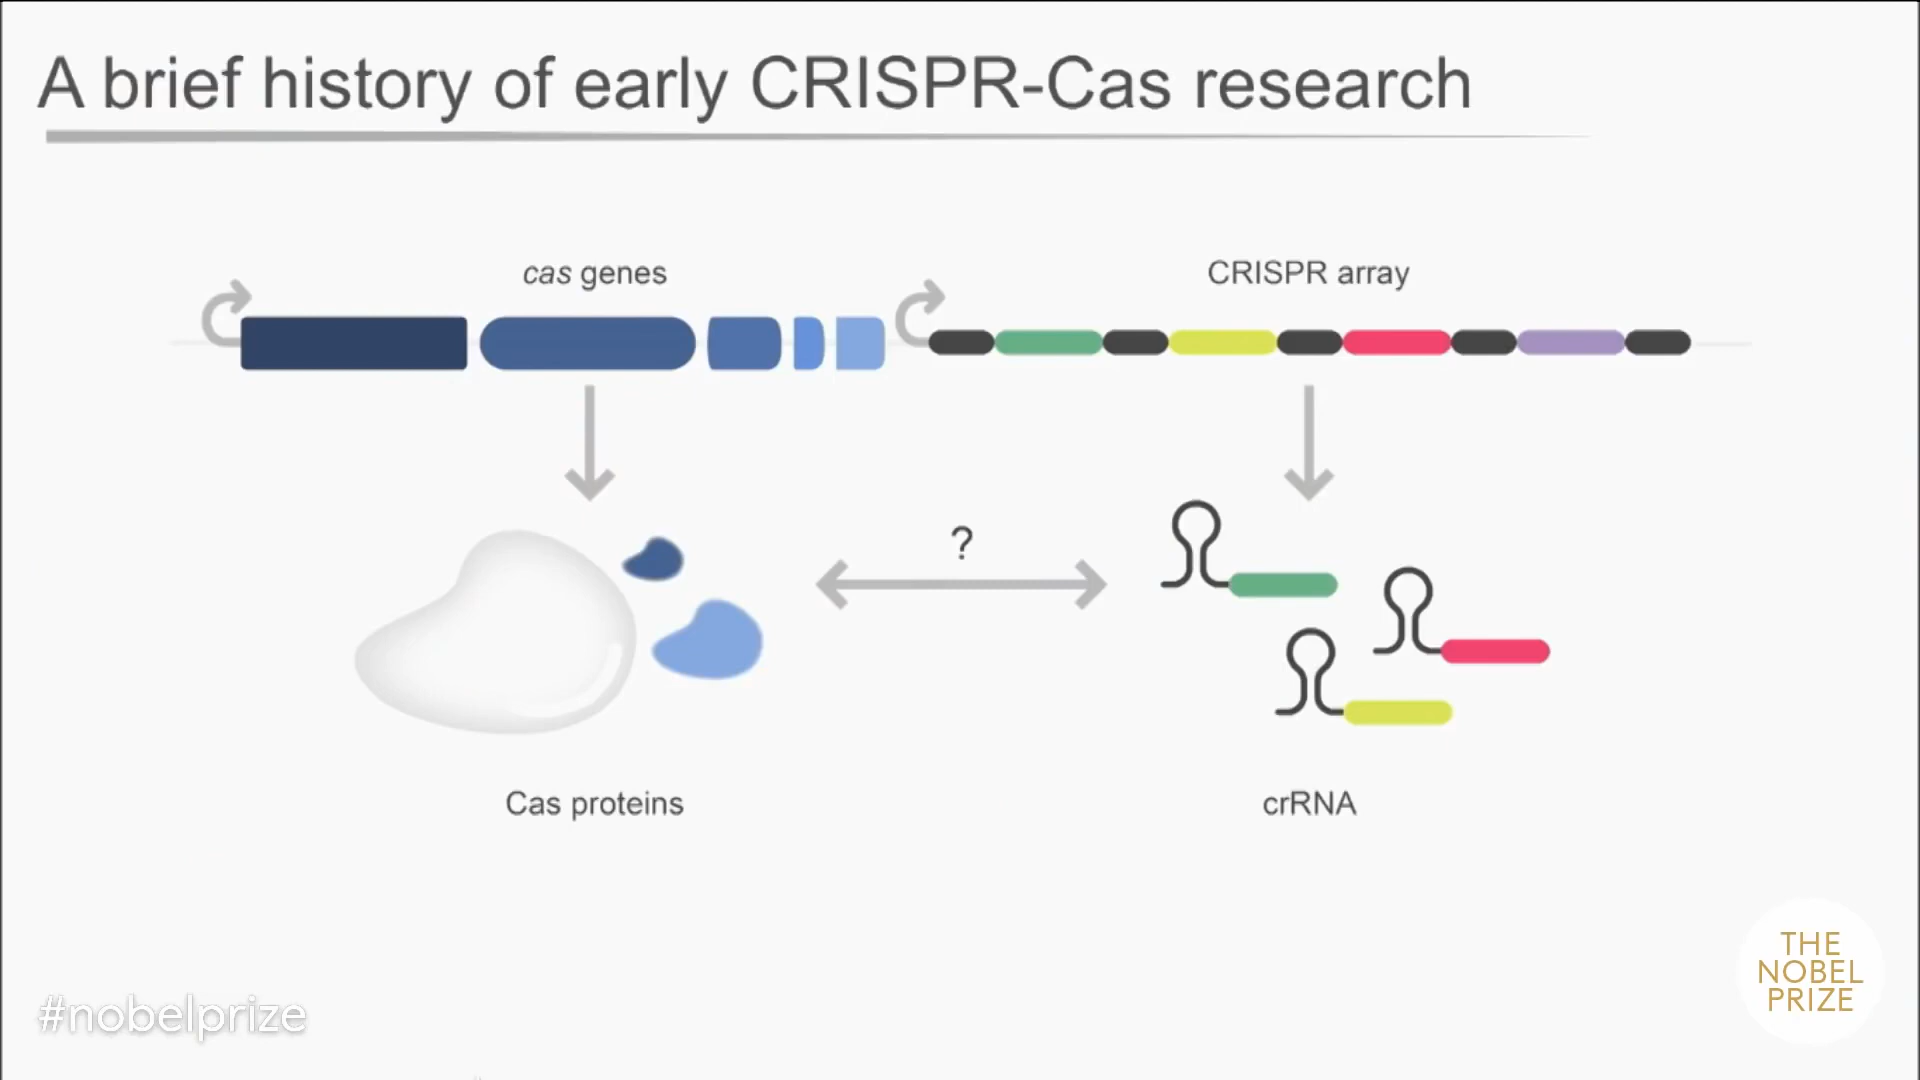 A brief history of early CRISPR-Cas research
cas genes
CRISPR array
?
Cas proteins
crRNA
#nobelprize
THE
NOBEL
PRIZE